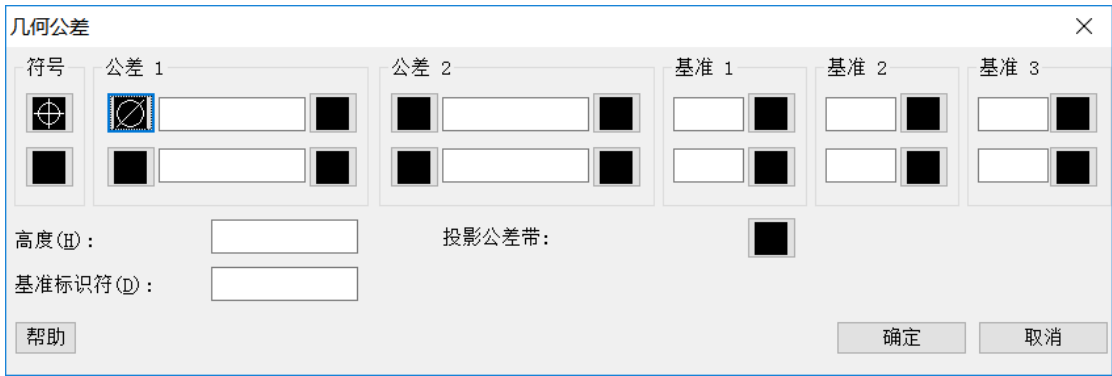 几何公差
符号 公差 1 公差 2 基准 1 基准 2 基准 3
高度(H): 投影公差带:
基准标识符(D):
帮助 确定 取消